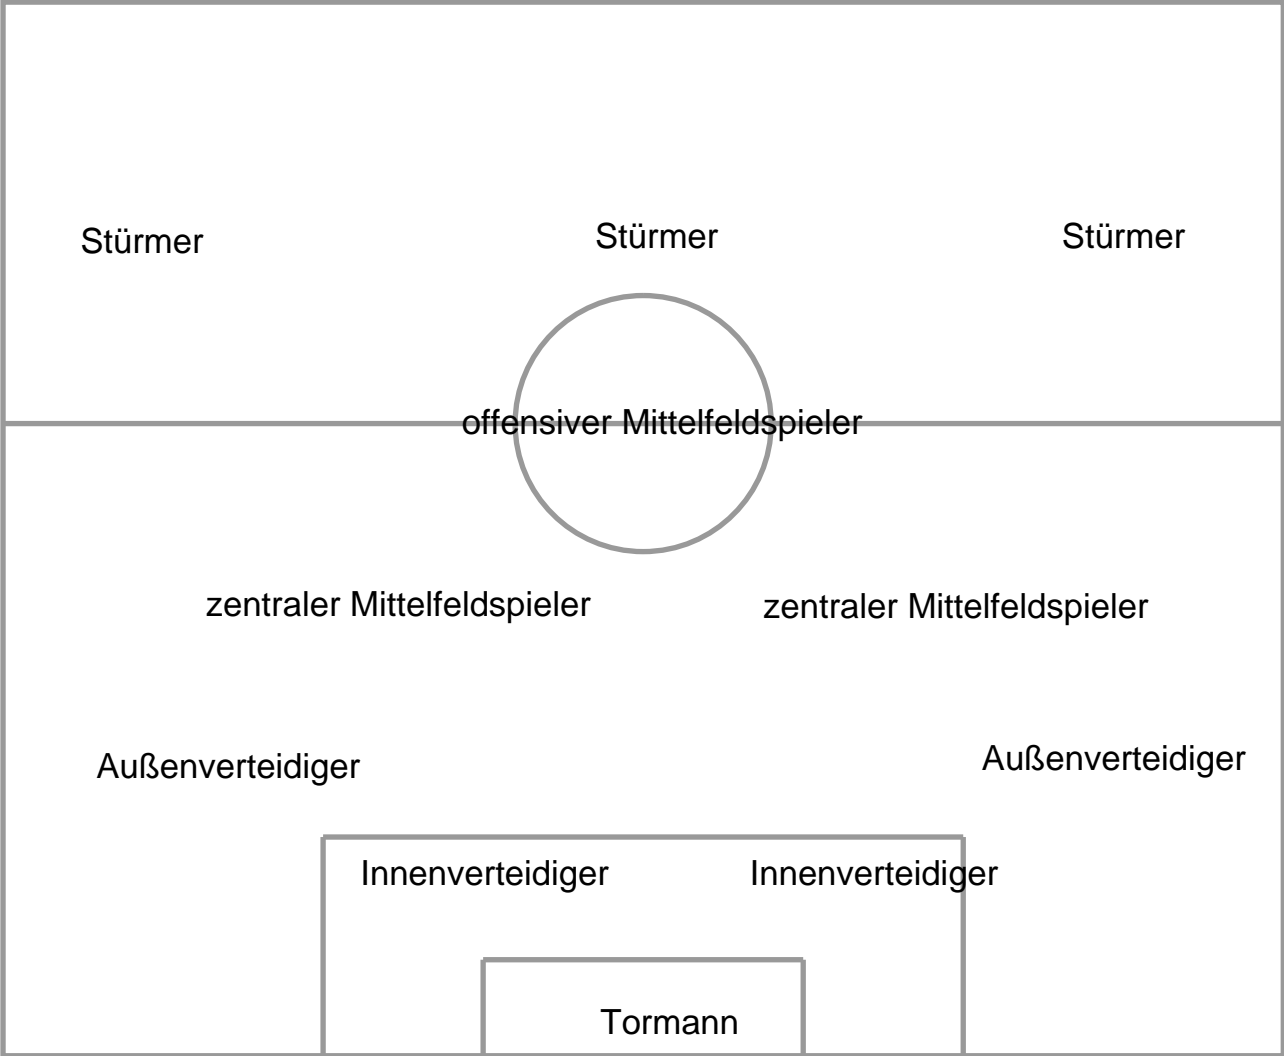 Stürmer
Stürmer
Stürmer
offensiver Mittelfeldspieler
zentraler Mittelfeldspieler
zentraler Mittelfeldspieler
Außenverteidiger
Außenverteidiger
Innenverteidiger
Innenverteidiger
Tormann